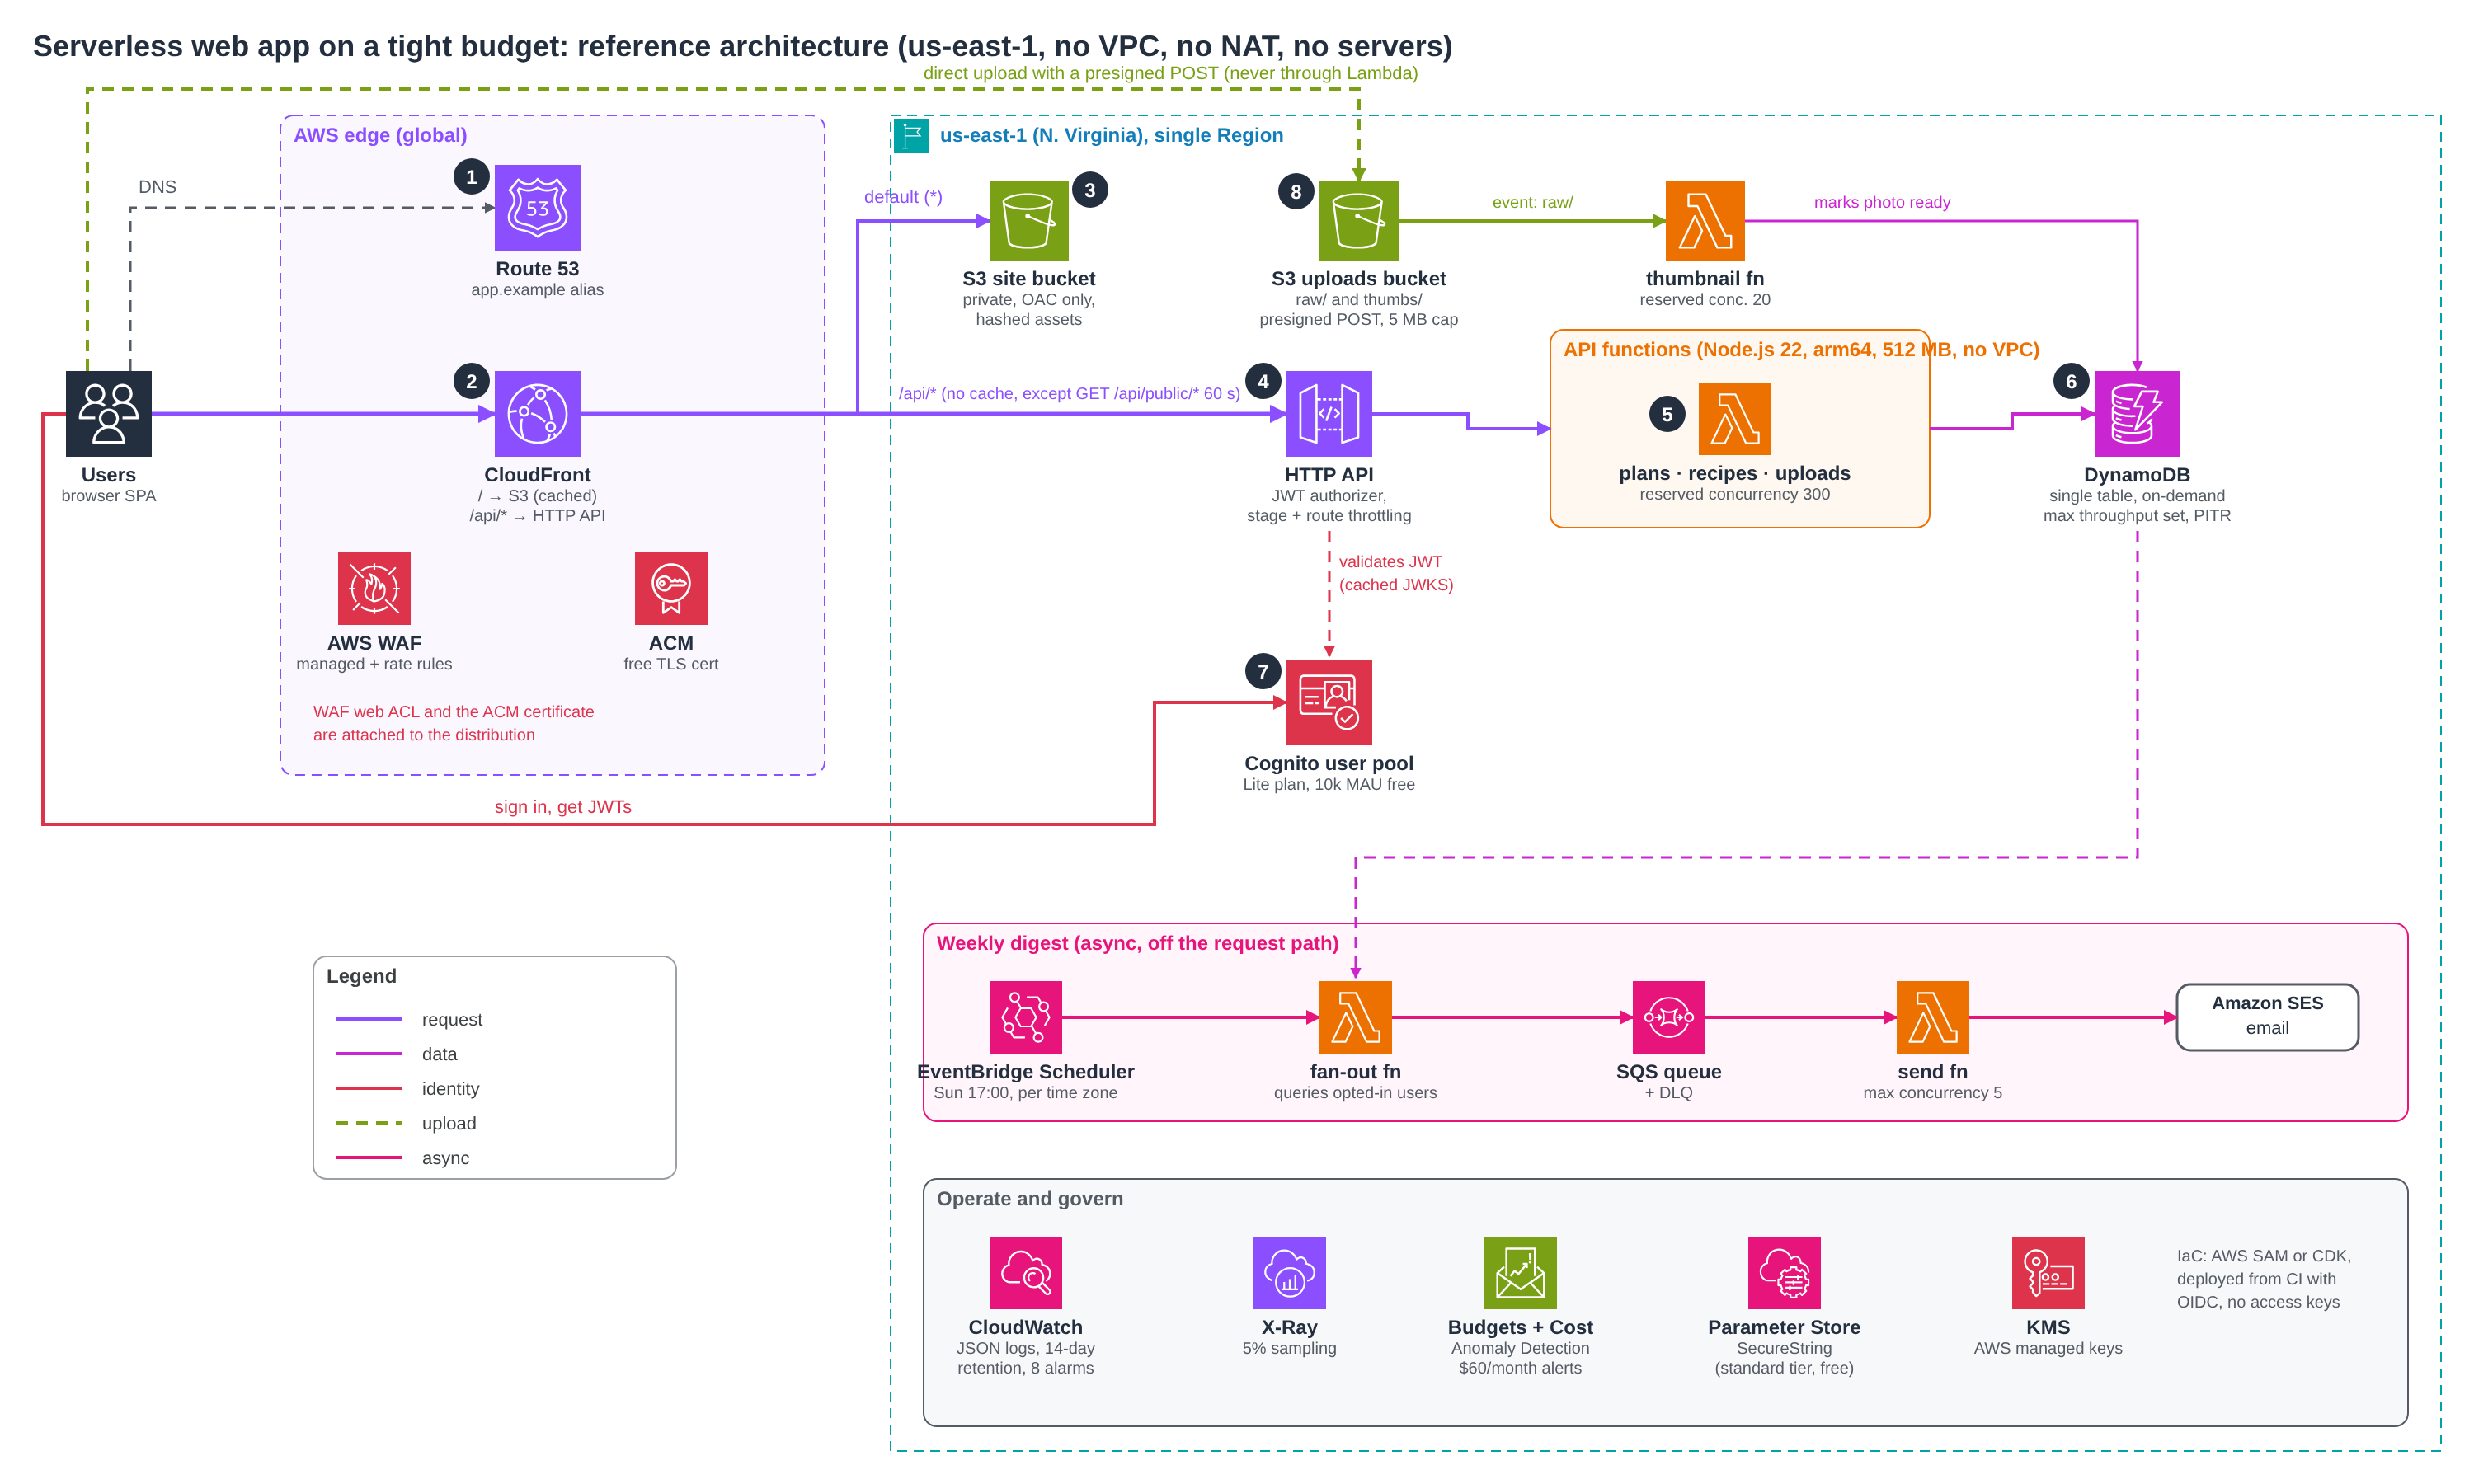 Serverless web app on a tight budget: reference architecture (us-east-1, no VPC, no NAT, no servers)
direct upload with a presigned POST (never through Lambda)
AWS edge (global)
us-east-1 (N. Virginia), single Region
DNS
1
53
Route 53
app.example alias
default (*)
3
S3 site bucket
private, OAC only,
hashed assets
8
S3 uploads bucket
raw/ and thumbs/
presigned POST, 5 MB cap
event: raw/
thumbnail fn
reserved conc. 20
marks photo ready
Users
browser SPA
2
CloudFront
/ → S3 (cached)
/api/* → HTTP API
/api/* (no cache, except GET /api/public/* 60 s)
4
HTTP API
JWT authorizer,
stage + route throttling
API functions (Node.js 22, arm64, 512 MB, no VPC)
5
plans · recipes · uploads
reserved concurrency 300
6
DynamoDB
single table, on-demand
max throughput set, PITR
AWS WAF
managed + rate rules
ACM
free TLS cert
WAF web ACL and the ACM certificate
are attached to the distribution
validates JWT
(cached JWKS)
7
Cognito user pool
Lite plan, 10k MAU free
sign in, get JWTs
Legend
request
data
identity
upload
async
Weekly digest (async, off the request path)
EventBridge Scheduler
Sun 17:00, per time zone
fan-out fn
queries opted-in users
SQS queue
+ DLQ
send fn
max concurrency 5
Amazon SES
email
Operate and govern
CloudWatch
JSON logs, 14-day
retention, 8 alarms
X-Ray
5% sampling
Budgets + Cost
Anomaly Detection
$60/month alerts
Parameter Store
SecureString
(standard tier, free)
KMS
AWS managed keys
IaC: AWS SAM or CDK,
deployed from CI with
OIDC, no access keys